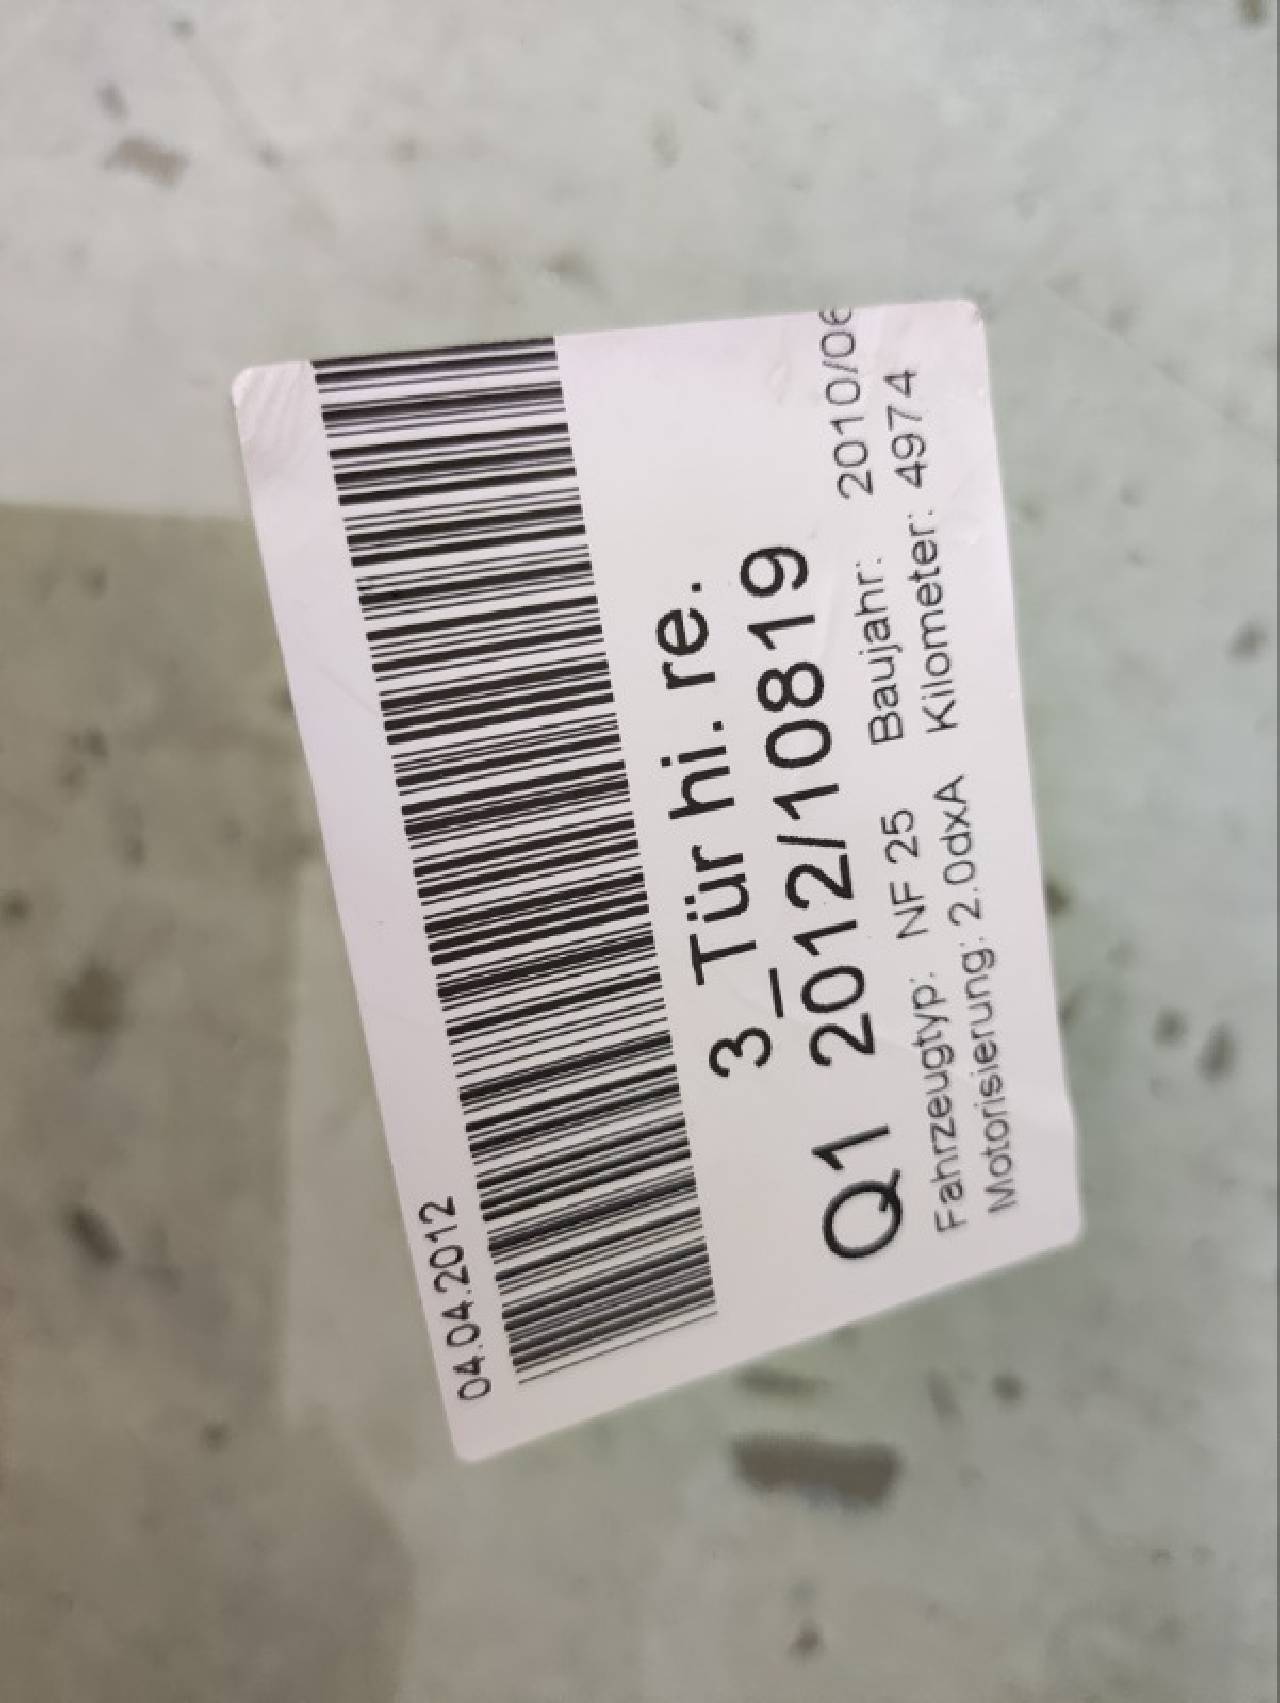 04.04.2012
3_Tür hi. re.
Q1 2012/10819
Fahrzeugtyp: NF 25 Baujahr: 2010/06
Motorisierung: 2.0dxA Kilometer: 4974